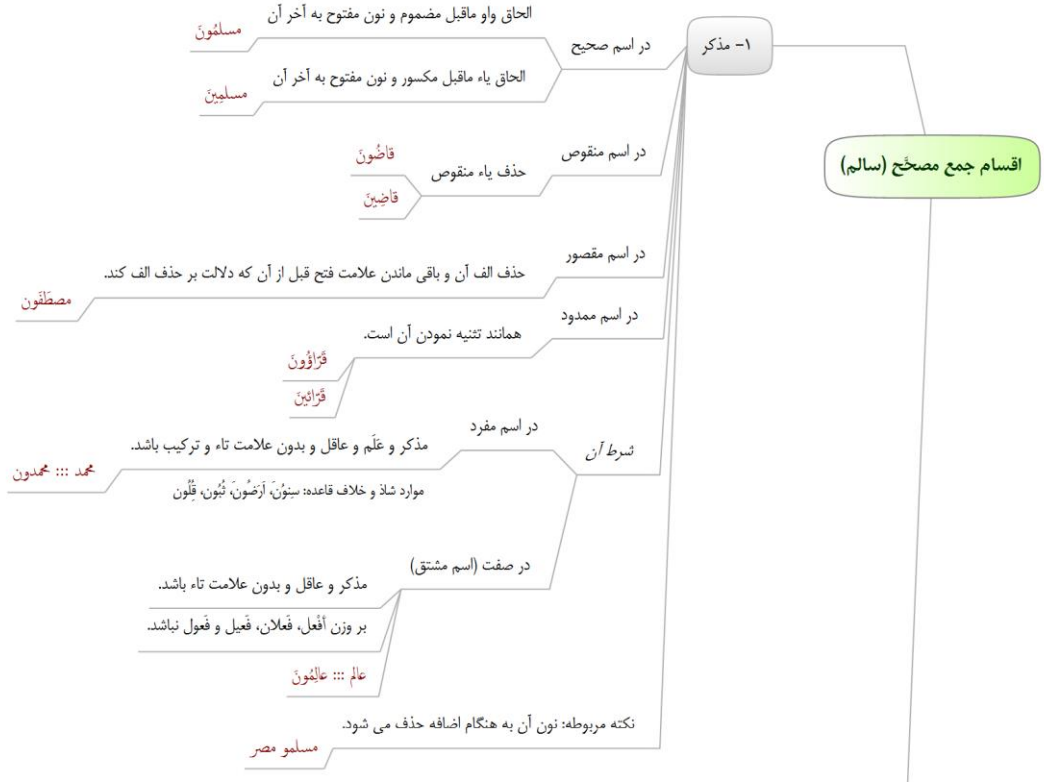 اقسام جمع مصحَّح (سالم)
۱- مذکر
در اسم صحیح
الحاق واو ماقبل مضموم و نون مفتوح به آخر آن
مسلمُونَ
الحاق یاء ماقبل مکسور و نون مفتوح به آخر آن
مسلمِینَ
در اسم منقوص
حذف یاء منقوص
قاضُونَ
قاضِینَ
در اسم مقصور
حذف الف آن و باقی ماندن علامت فتح قبل از آن که دلالت بر حذف الف کند.
مصطَفَون
در اسم ممدود
همانند تثنیه نمودن آن است.
قَرّاؤُونَ
قَرّائینَ
شرط آن
در اسم مفرد
مذکر و عَلَم و عاقل و بدون علامت تاء و ترکیب باشد.
محمد ::: محمدون
موارد شاذ و خلاف قاعده: سِنوُنَ، اَرَضُونَ، ثُبُون، قِلُون
در صفت (اسم مشتق)
مذکر و عاقل و بدون علامت تاء باشد.
بر وزن أفْعل، فَعلان، فَعیل و فَعول نباشد.
عالم ::: عالِمُونَ
نکته مربوطه: نون آن به هنگام اضافه حذف می شود.
مسلمو مصر